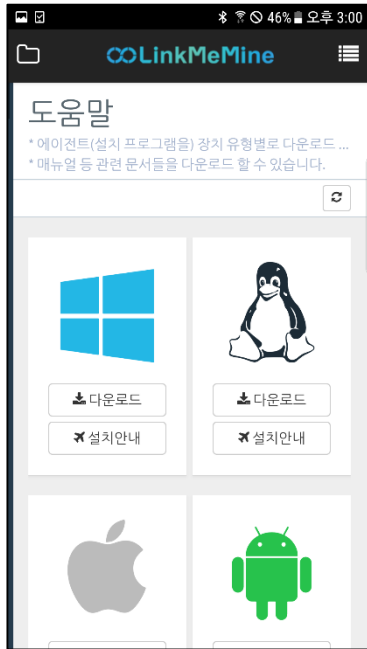 46% 오후 3:00
LinkMeMine
도움말
* 에이전트(설치 프로그램을) 장치 유형별로 다운로드 ...
* 매뉴얼 등 관련 문서들을 다운로드 할 수 있습니다.
다운로드 다운로드
설치안내 설치안내